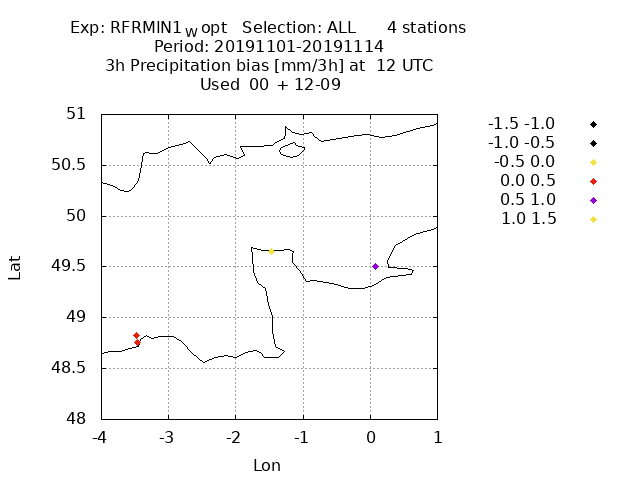 Exp: RFRMIN1_W opt Selection: ALL 4 stations
Period: 20191101-20191114
3h Precipitation bias [mm/3h] at 12 UTC
Used 00 + 12-09
51
50.5
50
49.5
49
48.5
48
-4 -3 -2 -1 0 1
Lat
Lon
-1.5 -1.0
-1.0 -0.5
-0.5 0.0
0.0 0.5
0.5 1.0
1.0 1.5